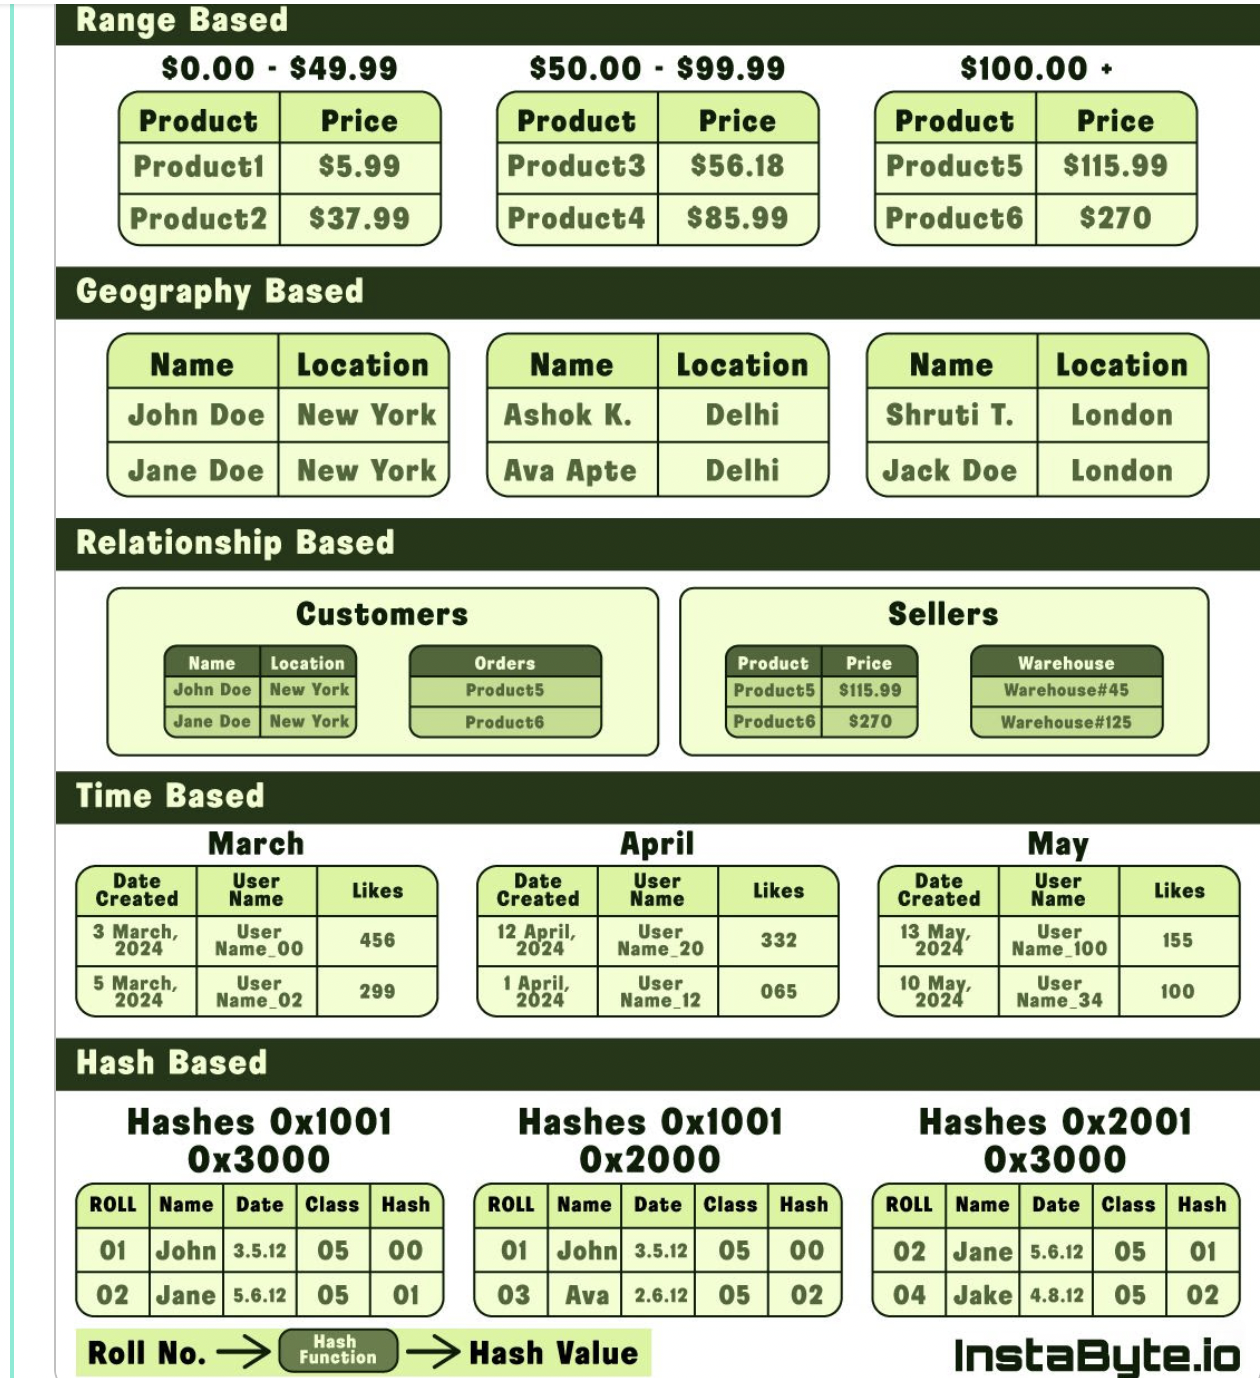 Range Based
$0.00 - $49.99
$50.00 - $99.99
$100.00 +
Product Price
Product1 $5.99
Product2 $37.99
Product Price
Product3 $56.18
Product4 $85.99
Product Price
Product5 $115.99
Product6 $270
Geography Based
Name Location
John Doe New York
Jane Doe New York
Name Location
Ashok K. Delhi
Ava Apte Delhi
Name Location
Shruti T. London
Jack Doe London
Relationship Based
Customers
Name Location
John Doe New York
Jane Doe New York
Orders
Product5
Product6
Sellers
Product Price
Product5 $115.99
Product6 $270
Warehouse
Warehouse#45
Warehouse#125
Time Based
March
Date Created User Name Likes
3 March, 2024 User Name_00 456
5 March, 2024 User Name_02 299
April
Date Created User Name Likes
12 April, 2024 User Name_20 332
1 April, 2024 User Name_12 065
May
Date Created User Name Likes
13 May, 2024 User Name_100 155
10 May, 2024 User Name_34 100
Hash Based
Hashes 0x1001
0x3000
ROLL Name Date Class Hash
01 John 3.5.12 05 00
02 Jane 5.6.12 05 01
Hashes 0x1001
0x2000
ROLL Name Date Class Hash
01 John 3.5.12 05 00
03 Ava 2.6.12 05 02
Hashes 0x2001
0x3000
ROLL Name Date Class Hash
02 Jane 5.6.12 05 01
04 Jake 4.8.12 05 02
Roll No. → Hash Function → Hash Value
InstaByte.io